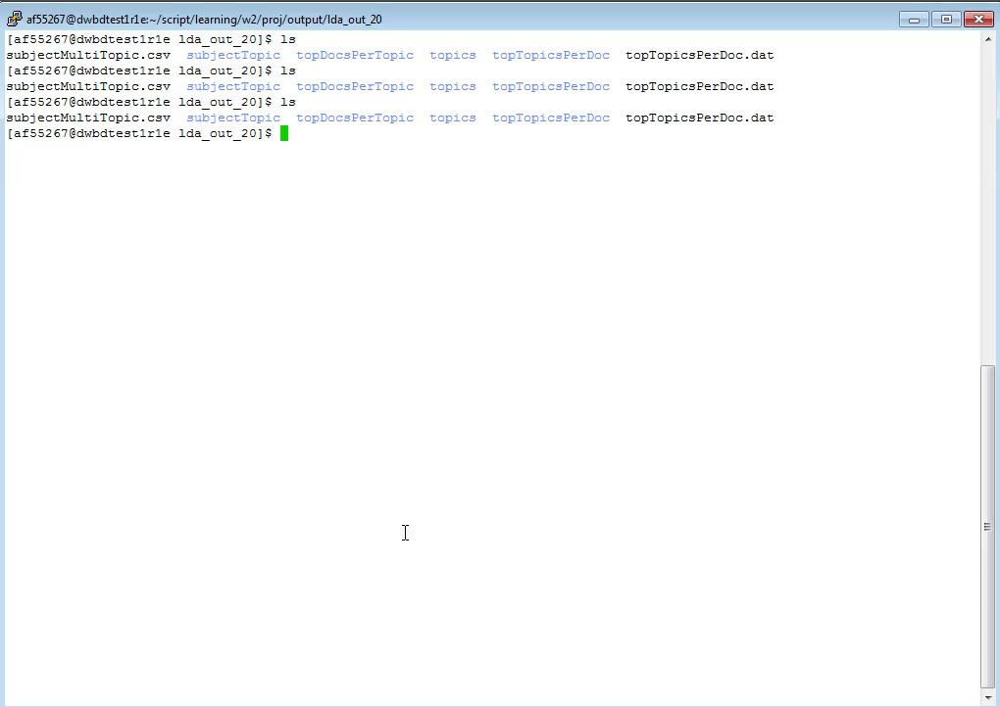 af55267@dwbdtest1r1e:~/script/learning/w2/proj/output/lda_out_20
[af55267@dwbdtest1r1e lda_out_20]$ ls
subjectMultiTopic.csv  subjectTopic  topDocsPerTopic  topics  topTopicsPerDoc  topTopicsPerDoc.dat
[af55267@dwbdtest1r1e lda_out_20]$ ls
subjectMultiTopic.csv  subjectTopic  topDocsPerTopic  topics  topTopicsPerDoc  topTopicsPerDoc.dat
[af55267@dwbdtest1r1e lda_out_20]$ ls
subjectMultiTopic.csv  subjectTopic  topDocsPerTopic  topics  topTopicsPerDoc  topTopicsPerDoc.dat
[af55267@dwbdtest1r1e lda_out_20]$